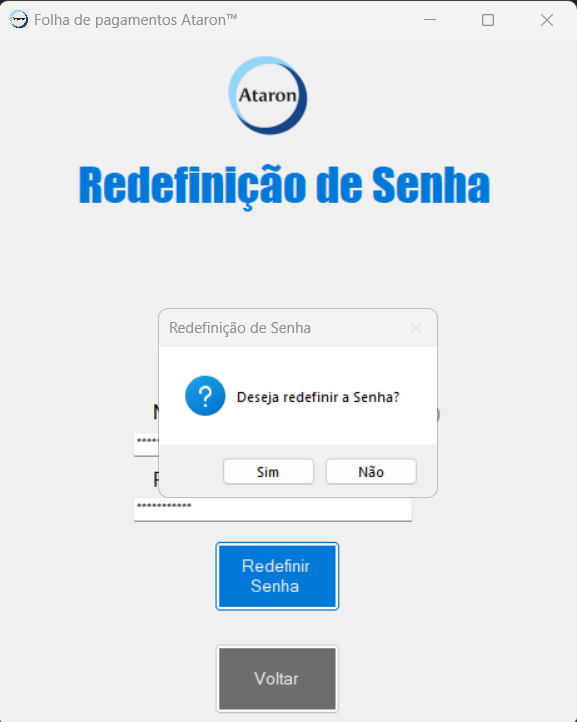 Folha de pagamentos Ataron™
Ataron
Redefinição de Senha
Redefinição de Senha
?
Deseja redefinir a Senha?
Sim
Não
*****
***********
Redefinir
Senha
Voltar